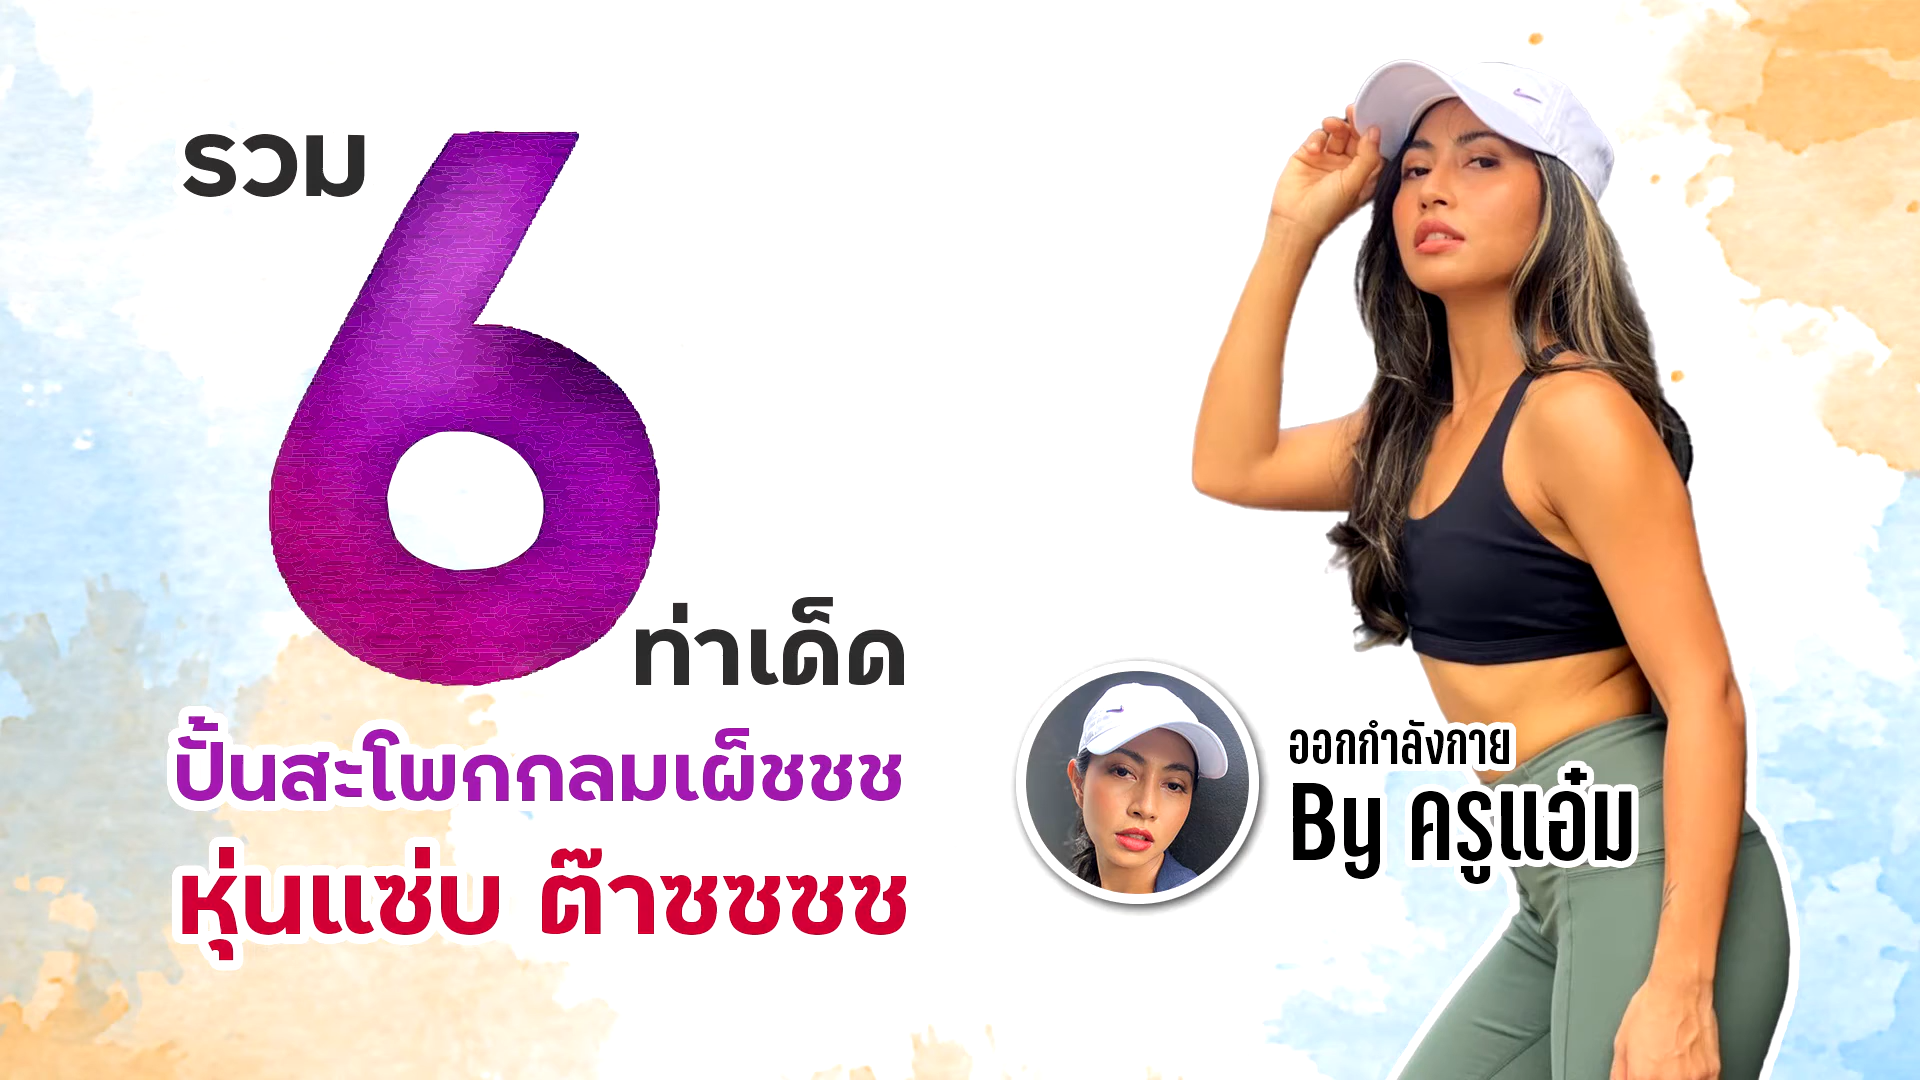 รวม
6
ท่าเด็ด
ปั้นสะโพกกลมเผ็ชชช
หุ่นแซ่บ ต๊าซซซซ
ออกกำลังกาย
By ครูแอ๋ม